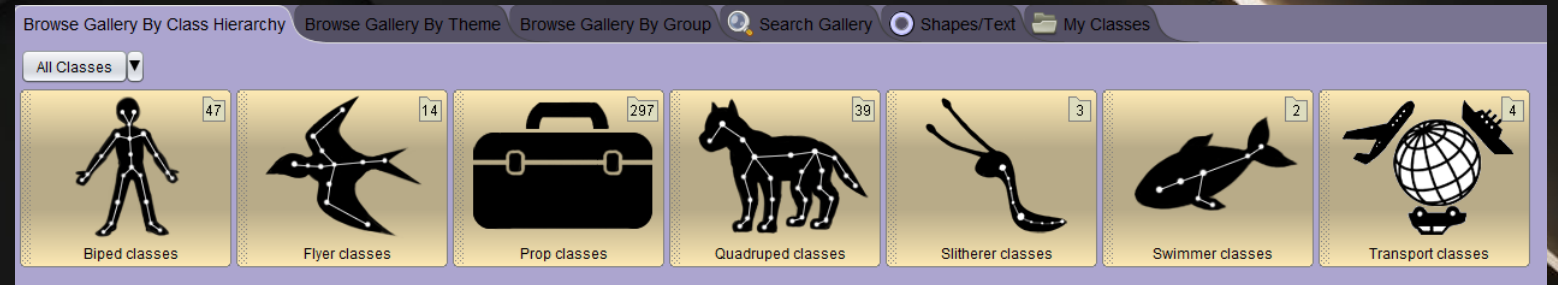 Browse Gallery By Class Hierarchy
Browse Gallery By Theme
Browse Gallery By Group
Search Gallery
Shapes/Text
My Classes
All Classes
47
14
297
39
3
2
4
Biped classes
Flyer classes
Prop classes
Quadruped classes
Slitherer classes
Swimmer classes
Transport classes